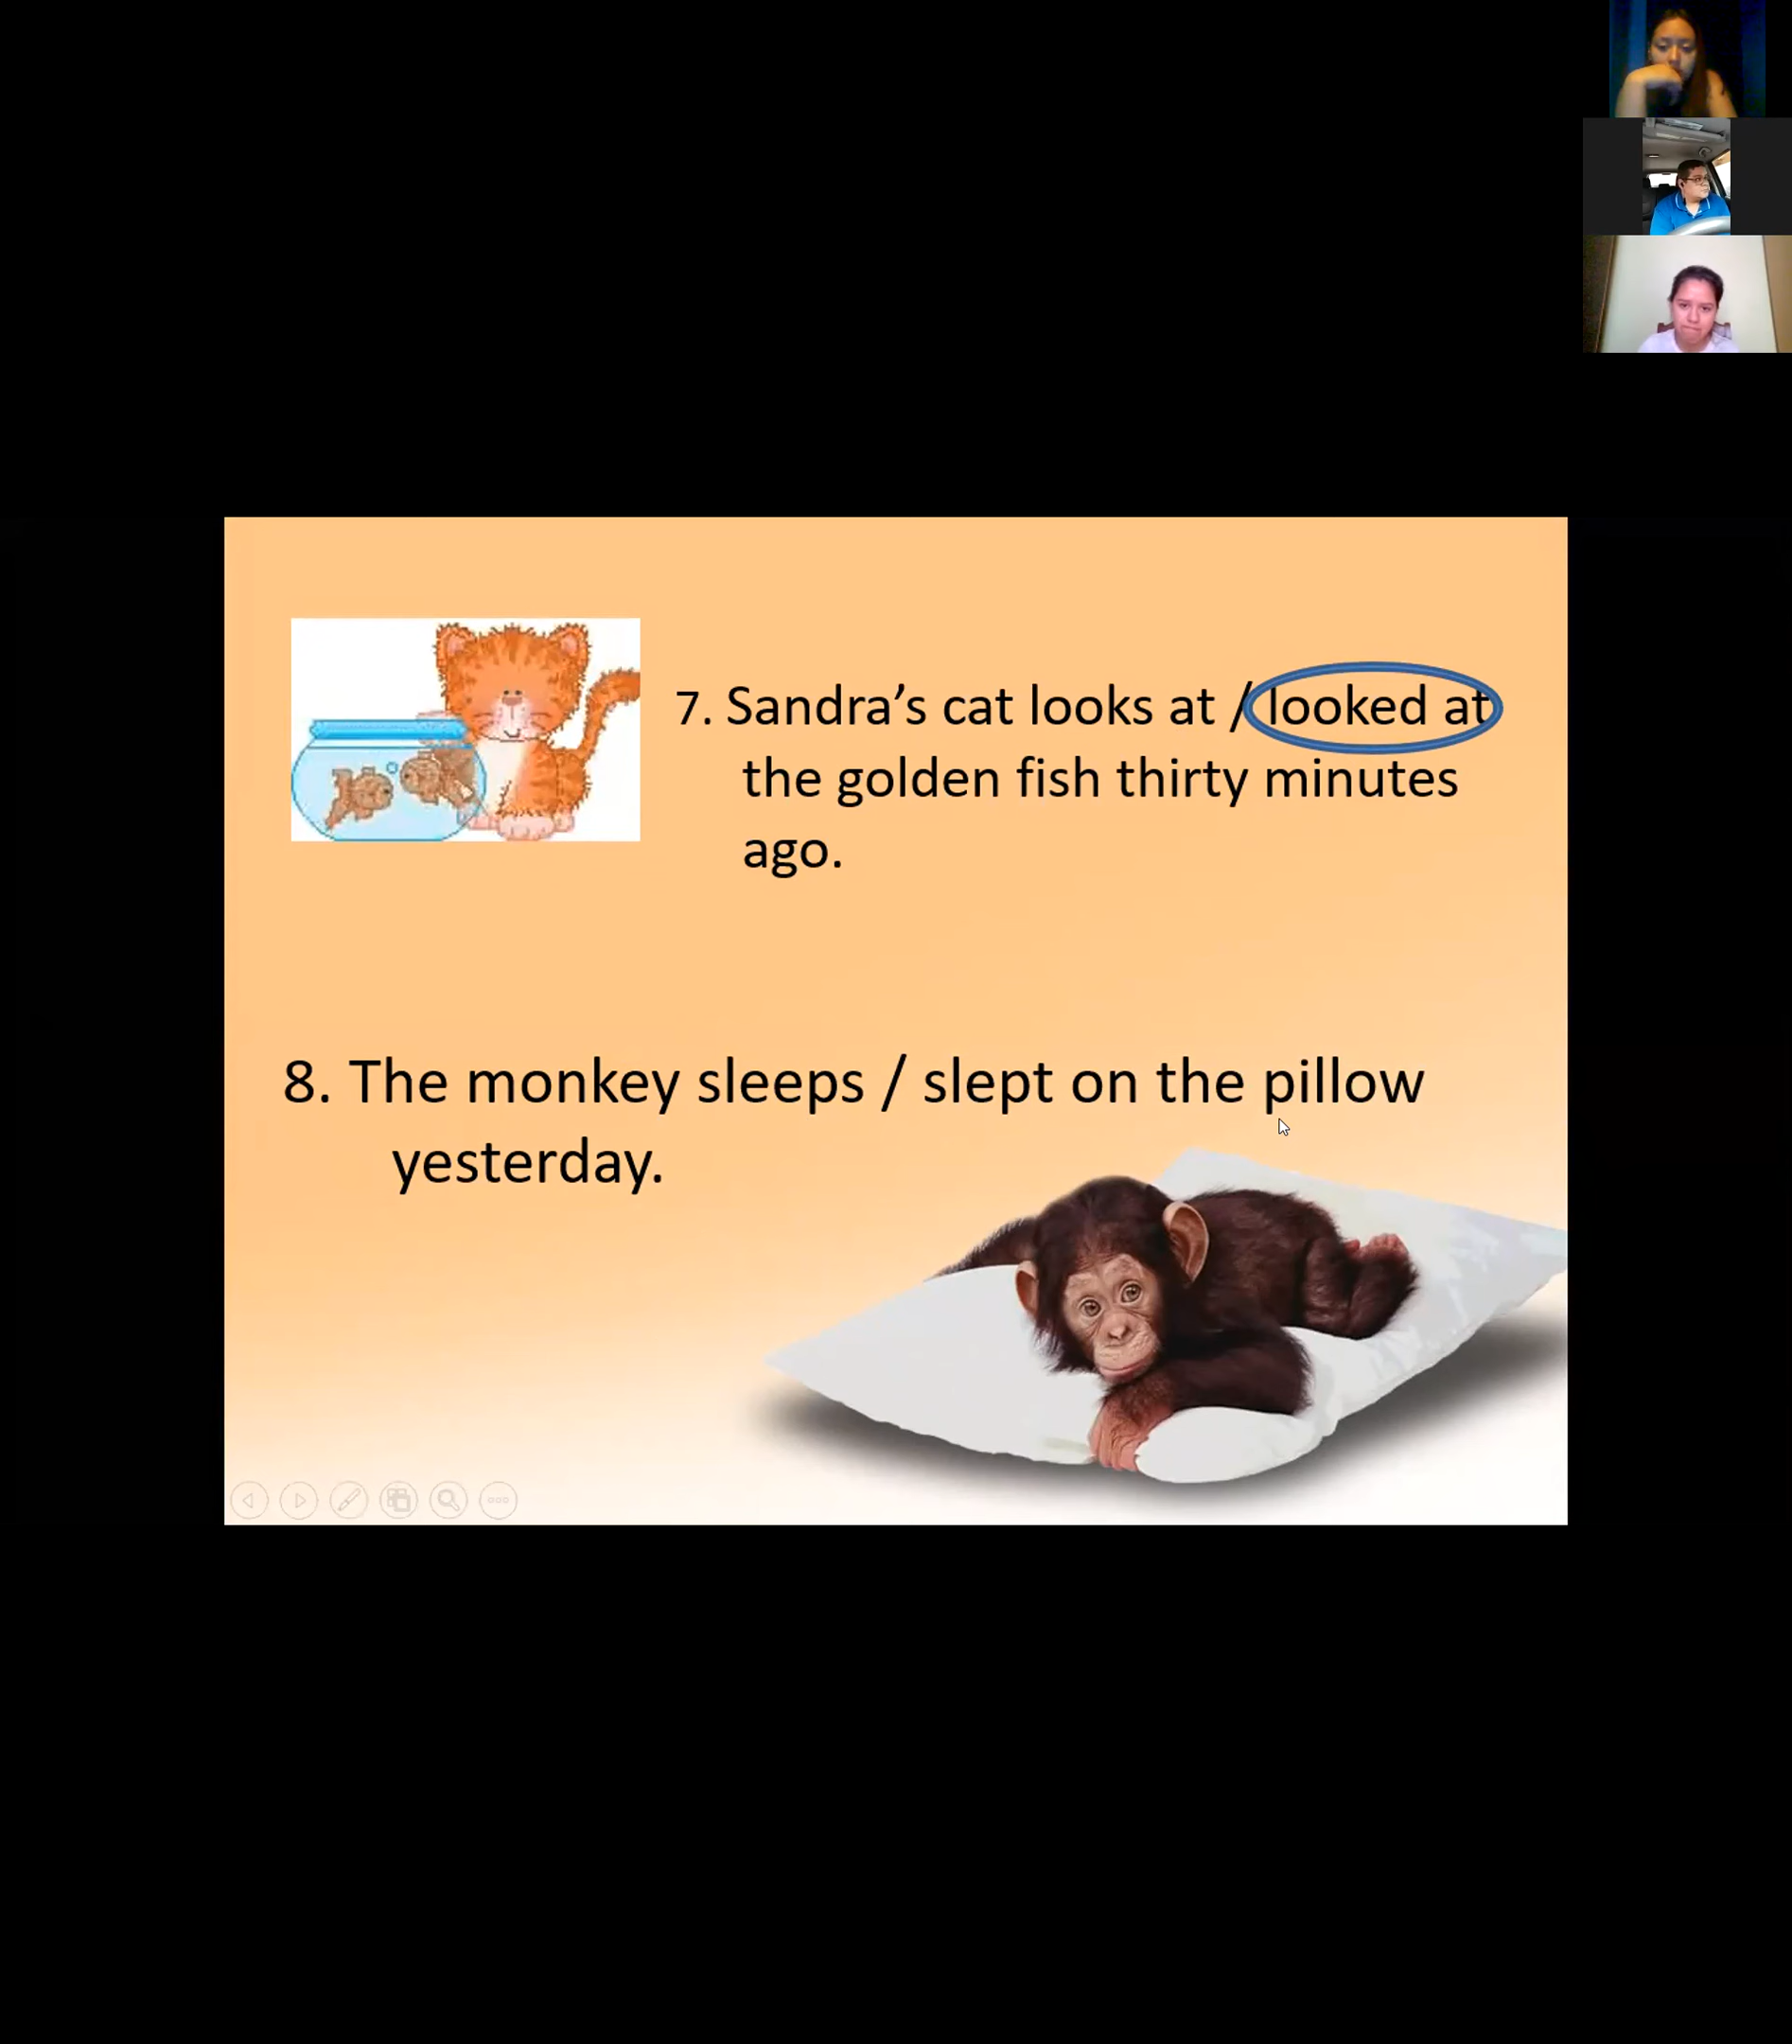 7. Sandra’s cat looks at / looked at
the golden fish thirty minutes
ago.
8. The monkey sleeps / slept on the pillow
yesterday.